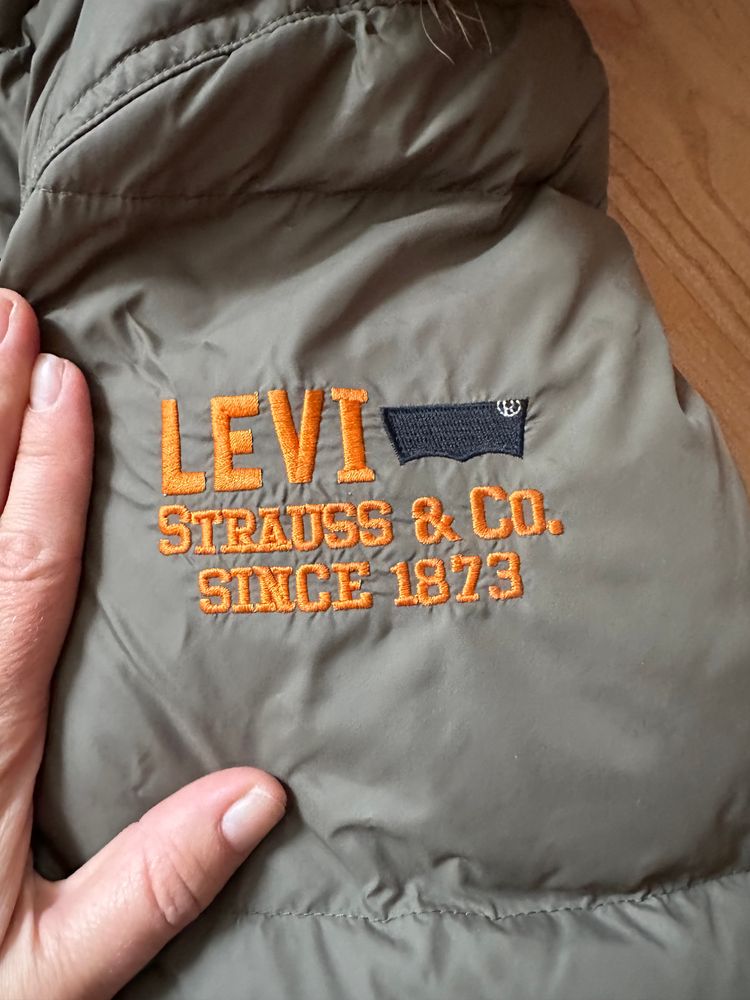 LEVI ®
STRAUSS & CO.
SINCE 1873